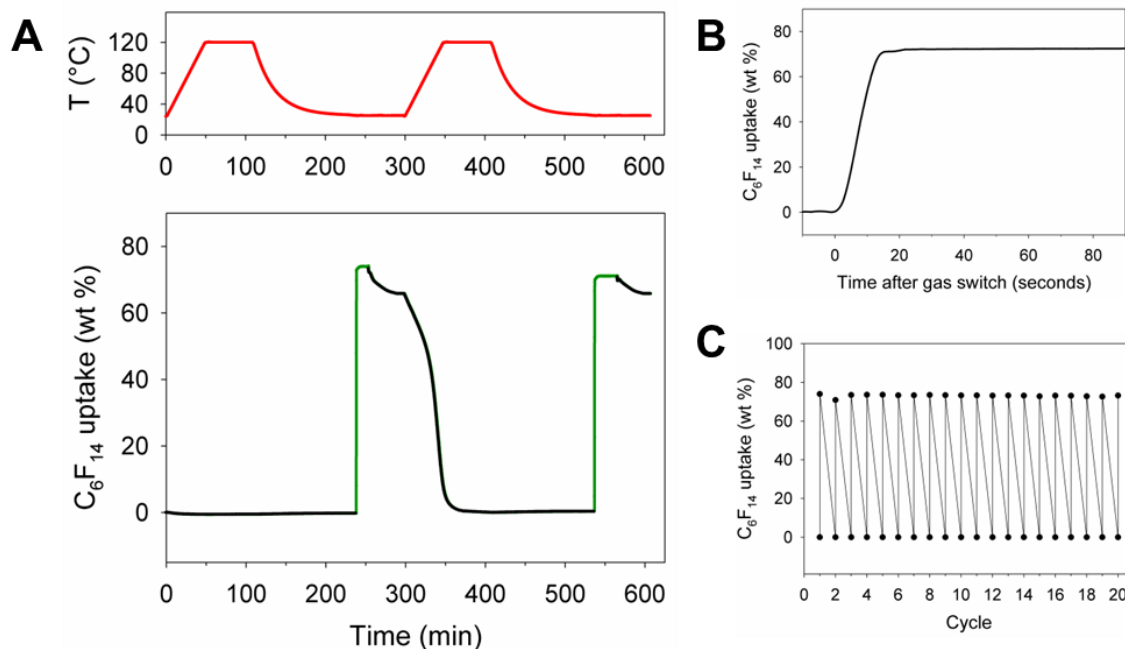 A
T (°C)
120
80
40
0
0 100 200 300 400 500 600
C₆F₁₄ uptake (wt %)
80
60
40
20
0
0 100 200 300 400 500 600
Time (min)
B
C₆F₁₄ uptake (wt %)
80
60
40
20
0
0 20 40 60 80
Time after gas switch (seconds)
C
C₆F₁₄ uptake (wt %)
100
80
60
40
20
0
0 2 4 6 8 10 12 14 16 18 20
Cycle